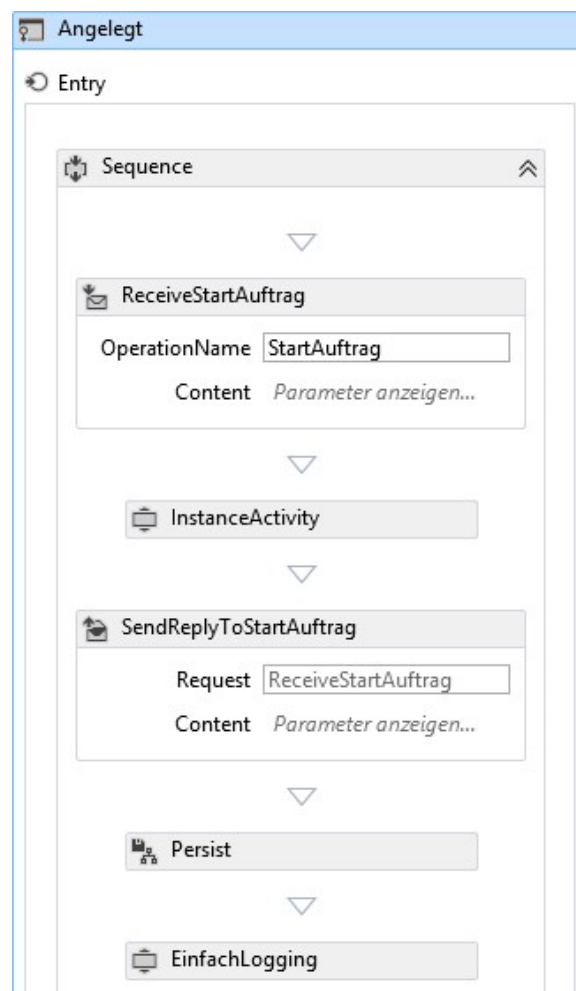 Angelegt
Entry
Sequence
ReceiveStartAuftrag
OperationName StartAuftrag
Content Parameter anzeigen...
InstanceActivity
SendReplyToStartAuftrag
Request ReceiveStartAuftrag
Content Parameter anzeigen...
Persist
EinfachLogging